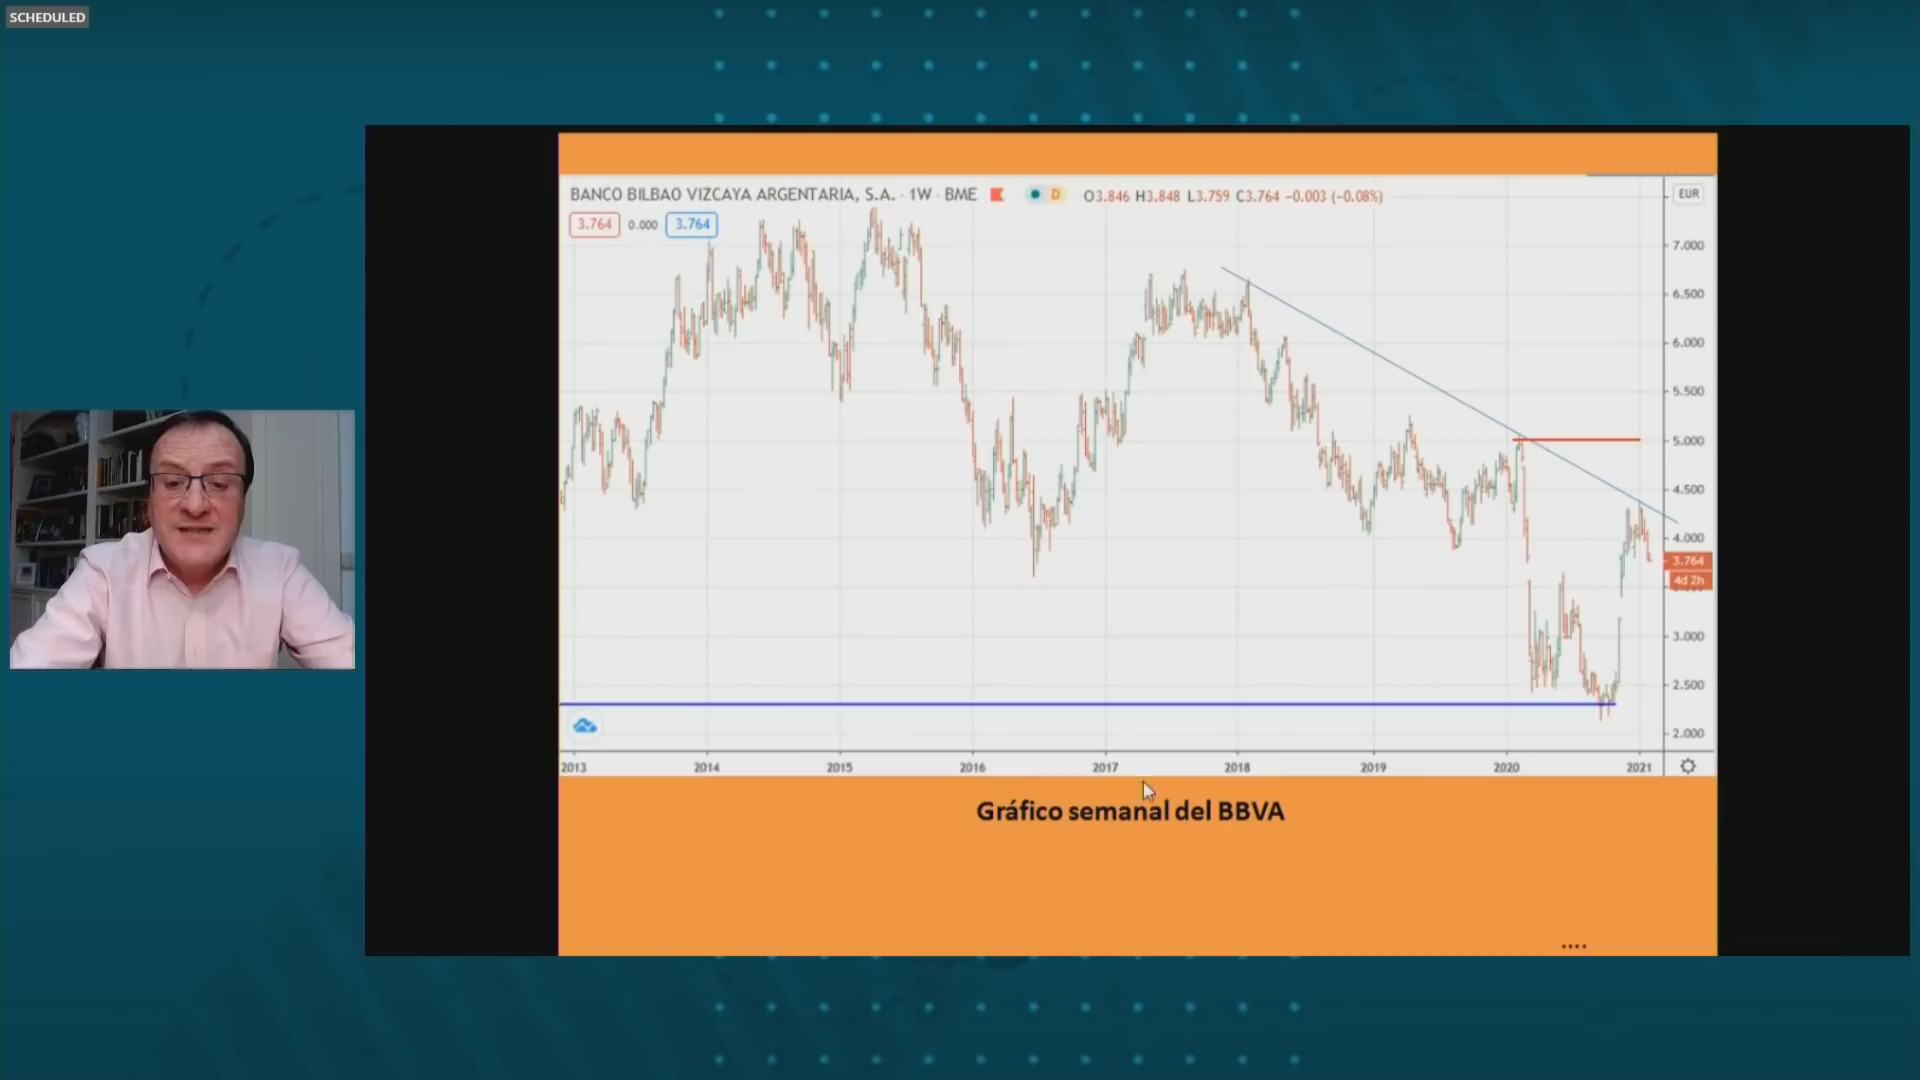 SCHEDULED
BANCO BILBAO VIZCAYA ARGENTARIA, S.A. · 1W · BME D O3.846 H3.848 L3.759 C3.764 −0.003 (−0.08%)
EUR
3.764 0.000 3.764
7.000
6.500
6.000
5.500
5.000
4.500
4.000
3.764
4d 2h
3.000
2.500
2.000
2013 2014 2015 2016 2017 2018 2019 2020 2021
Gráfico semanal del BBVA
....